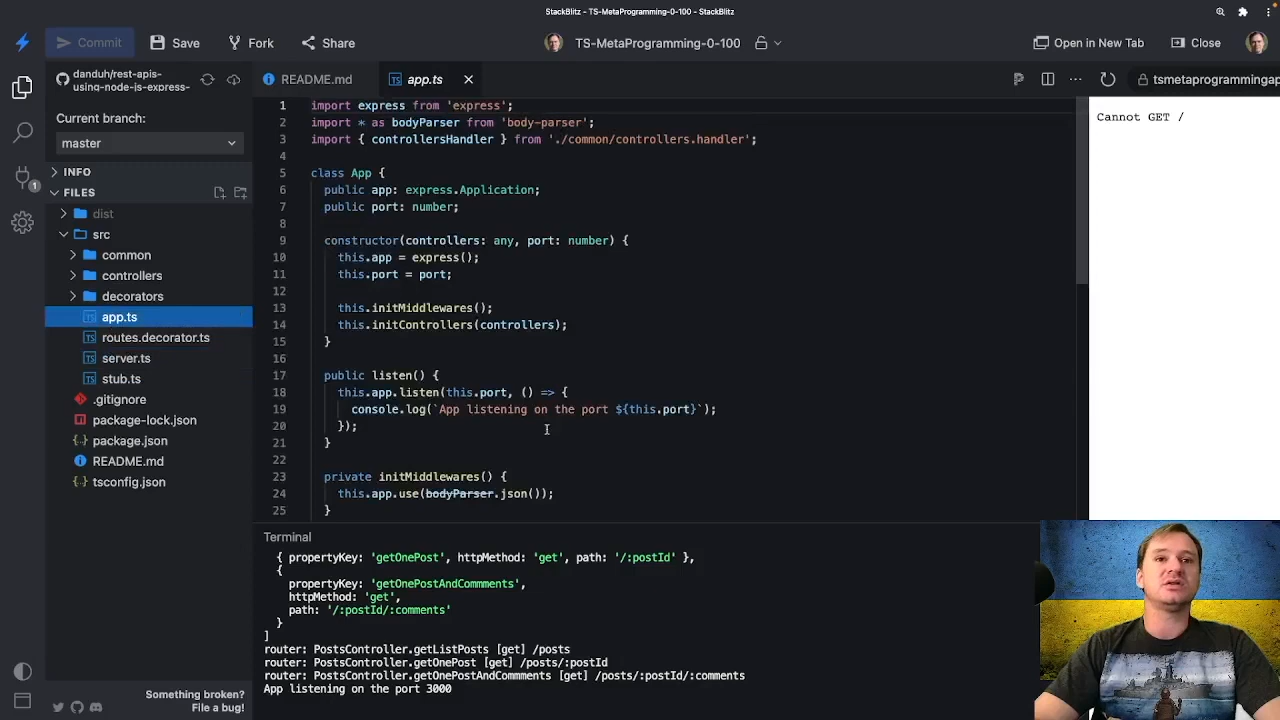 StackBlitz • TS-MetaProgramming-0-100 - StackBlitz
Commit
Save
Fork
Share
TS-MetaProgramming-0-100
Open in New Tab
Close
danduh/rest-apis-
using-node-js-express-
README.md
app.ts
tsmetaprogrammingap
Current branch:
master
INFO
FILES
dist
src
common
controllers
decorators
app.ts
routes.decorator.ts
server.ts
stub.ts
.gitignore
package-lock.json
package.json
README.md
tsconfig.json
1
Something broken?
File a bug!
1 import express from 'express';
2 import * as bodyParser from 'body-parser';
3 import { controllersHandler } from './common/controllers.handler';
4
5 class App {
6 public app: express.Application;
7 public port: number;
8
9 constructor(controllers: any, port: number) {
10 this.app = express();
11 this.port = port;
12
13 this.initMiddlewares();
14 this.initControllers(controllers);
15 }
16
17 public listen() {
18 this.app.listen(this.port, () => {
19 console.log(`App listening on the port ${this.port}`);
20 });
21 }
22
23 private initMiddlewares() {
24 this.app.use(bodyParser.json());
25 }
Cannot GET /
Terminal
{ propertyKey: 'getOnePost', httpMethod: 'get', path: '/:postId' },
{
propertyKey: 'getOnePostAndCommments',
httpMethod: 'get',
path: '/:postId/:comments'
}
]
router: PostsController.getListPosts [get] /posts
router: PostsController.getOnePost [get] /posts/:postId
router: PostsController.getOnePostAndCommments [get] /posts/:postId/:comments
App listening on the port 3000